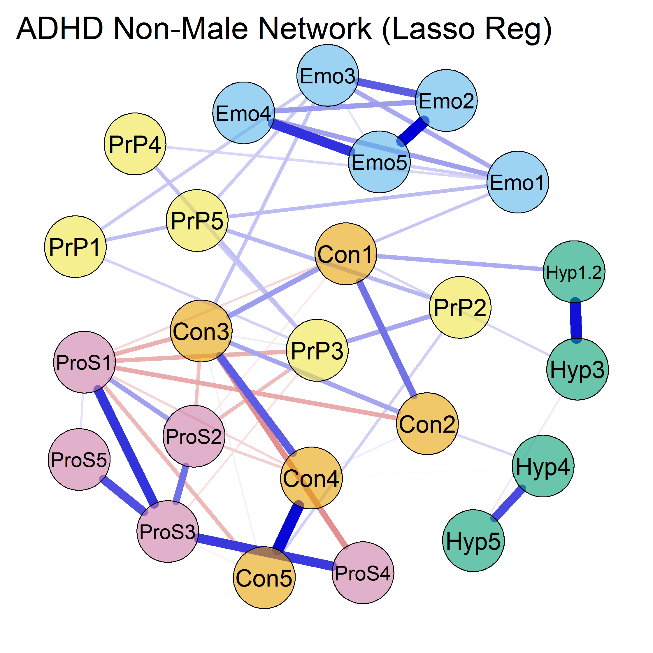 ADHD Non-Male Network (Lasso Reg)
Emo3
Emo2
Emo4
PrP4
Emo5
Emo1
PrP5
PrP1
Con1
Hyp1.2
PrP2
Con3
PrP3
ProS1
Hyp3
Con2
ProS2
ProS5
Con4
Hyp4
ProS3
Hyp5
Con5
ProS4